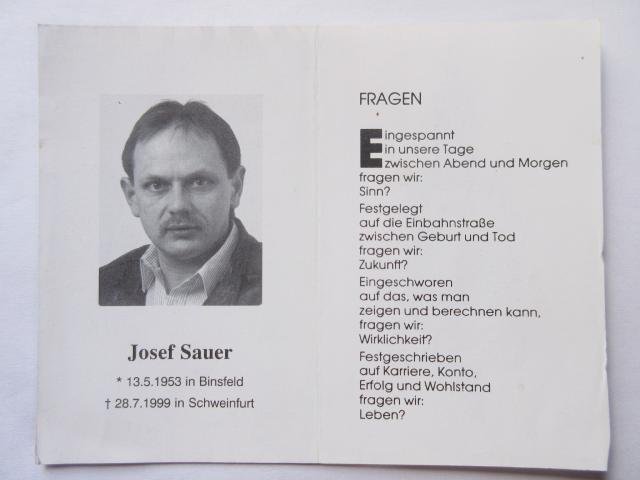 Josef Sauer
* 13.5.1953 in Binsfeld
† 28.7.1999 in Schweinfurt
FRAGEN
Eingespannt
in unsere Tage
zwischen Abend und Morgen
fragen wir:
Sinn?
Festgelegt
auf die Einbahnstraße
zwischen Geburt und Tod
fragen wir:
Zukunft?
Eingeschworen
auf das, was man
zeigen und berechnen kann,
fragen wir:
Wirklichkeit?
Festgeschrieben
auf Karriere, Konto,
Erfolg und Wohlstand
fragen wir:
Leben?